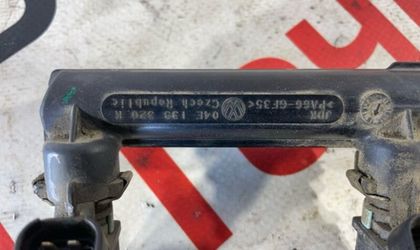 JDK
>PA66-GF35<
04E 133 320 K
Czech Republic